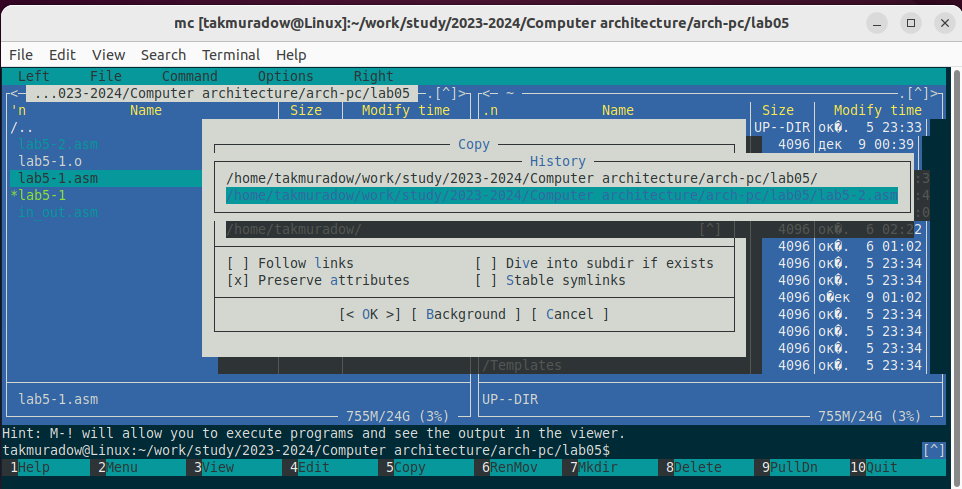 mc [takmuradow@Linux]:~/work/study/2023-2024/Computer architecture/arch-pc/lab05
File Edit View Search Terminal Help
Left File Command Options Right
<— ...023-2024/Computer architecture/arch-pc/lab05 —.[^]>
<— ~ —.[^]>
'n Name Size Modify time
.n Name Size Modify time
/..
UP--DIR ок�. 5 23:33
lab5-2.asm
4096 дек 9 00:39
lab5-1.o
lab5-1.asm
*lab5-1
in_out.asm
Copy
History
/home/takmuradow/work/study/2023-2024/Computer architecture/arch-pc/lab05/
/home/takmuradow/work/study/2023-2024/Computer architecture/arch-pc/lab05/lab5-2.asm
/home/takmuradow/ [^]
4096 ок�. 6 02:22
[ ] Follow links
[ ] Dive into subdir if exists
[x] Preserve attributes
[ ] Stable symlinks
[< OK >] [ Background ] [ Cancel ]
4096 ок�. 6 01:02
4096 ок�. 5 23:34
4096 ок�. 5 23:34
4096 о�ек 9 01:02
4096 ок�. 5 23:34
4096 ок�. 5 23:34
4096 ок�. 5 23:34
/Templates 4096 ок�. 5 23:34
lab5-1.asm
UP--DIR
755M/24G (3%)
755M/24G (3%)
Hint: M-! will allow you to execute programs and see the output in the viewer.
takmuradow@Linux:~/work/study/2023-2024/Computer architecture/arch-pc/lab05$ [^]
1Help 2Menu 3View 4Edit 5Copy 6RenMov 7Mkdir 8Delete 9PullDn 10Quit